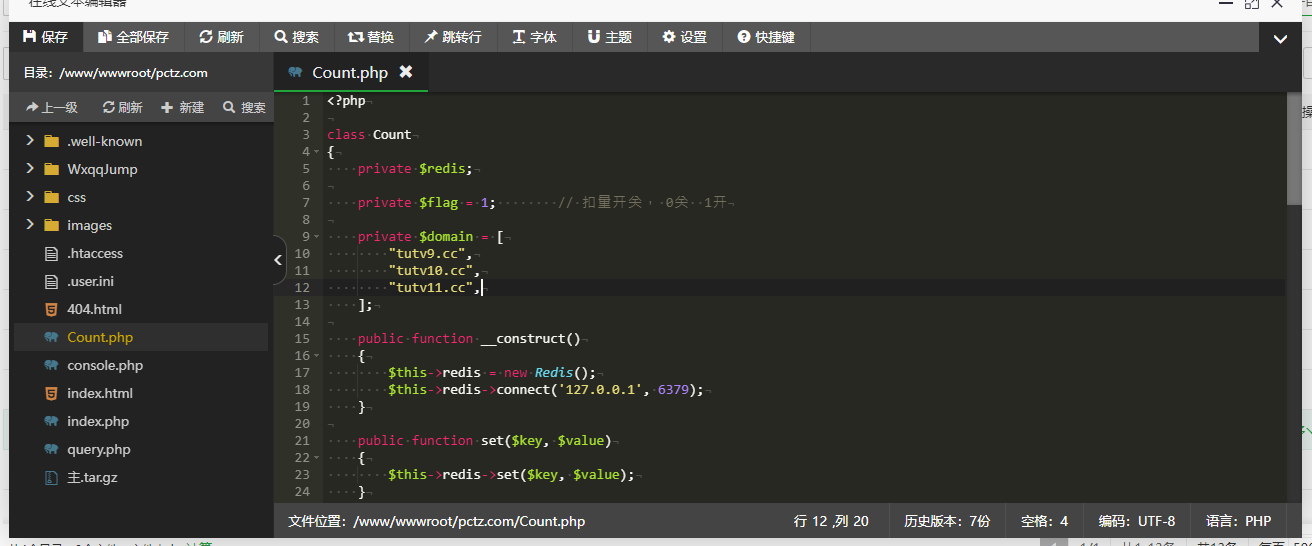 在线文本编辑器
保存 全部保存 刷新 搜索 替换 跳转行 字体 主题 设置 快捷键
目录：/www/wwwroot/pctz.com
Count.php
上一级 刷新 新建 搜索
.well-known
WxqqJump
css
images
.htaccess
.user.ini
404.html
Count.php
console.php
index.html
index.php
query.php
主.tar.gz
1 <?php
2
3 class Count
4 {
5 private $redis;
6
7 private $flag = 1; // 扣量开关， 0关 1开
8
9 private $domain = [
10 "tutv9.cc",
11 "tutv10.cc",
12 "tutv11.cc",
13 ];
14
15 public function __construct()
16 {
17 $this->redis = new Redis();
18 $this->redis->connect('127.0.0.1', 6379);
19 }
20
21 public function set($key, $value)
22 {
23 $this->redis->set($key, $value);
24 }
文件位置：/www/wwwroot/pctz.com/Count.php
行 12 ,列 20 历史版本：7份 空格：4 编码：UTF-8 语言：PHP